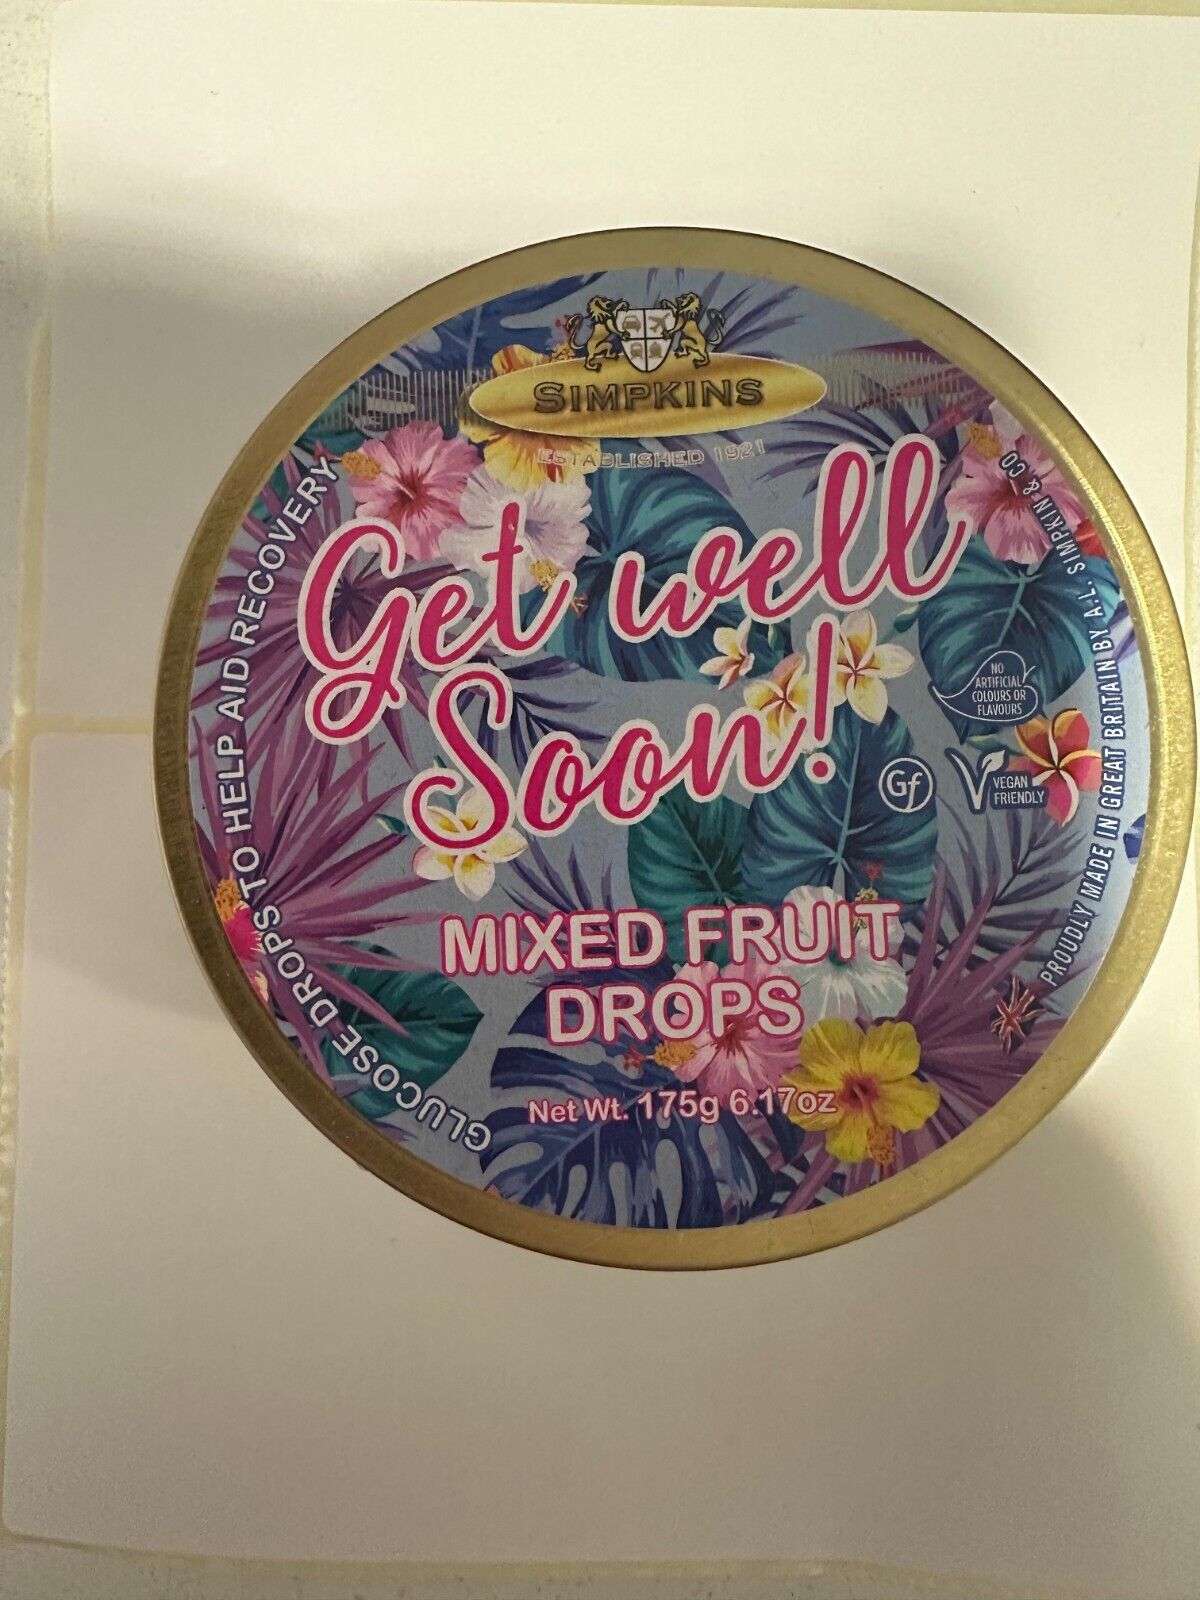 SIMPKINS
ESTABLISHED 1921
Get well
Soon!
MIXED FRUIT
DROPS
Net Wt. 175g 6.17oz
GLUCOSE DROPS TO HELP AID RECOVERY
NO
ARTIFICIAL
COLOURS OR
FLAVOURS
Gf
V VEGAN
FRIENDLY
PROUDLY MADE IN GREAT BRITAIN BY A.L. SIMPKIN & CO